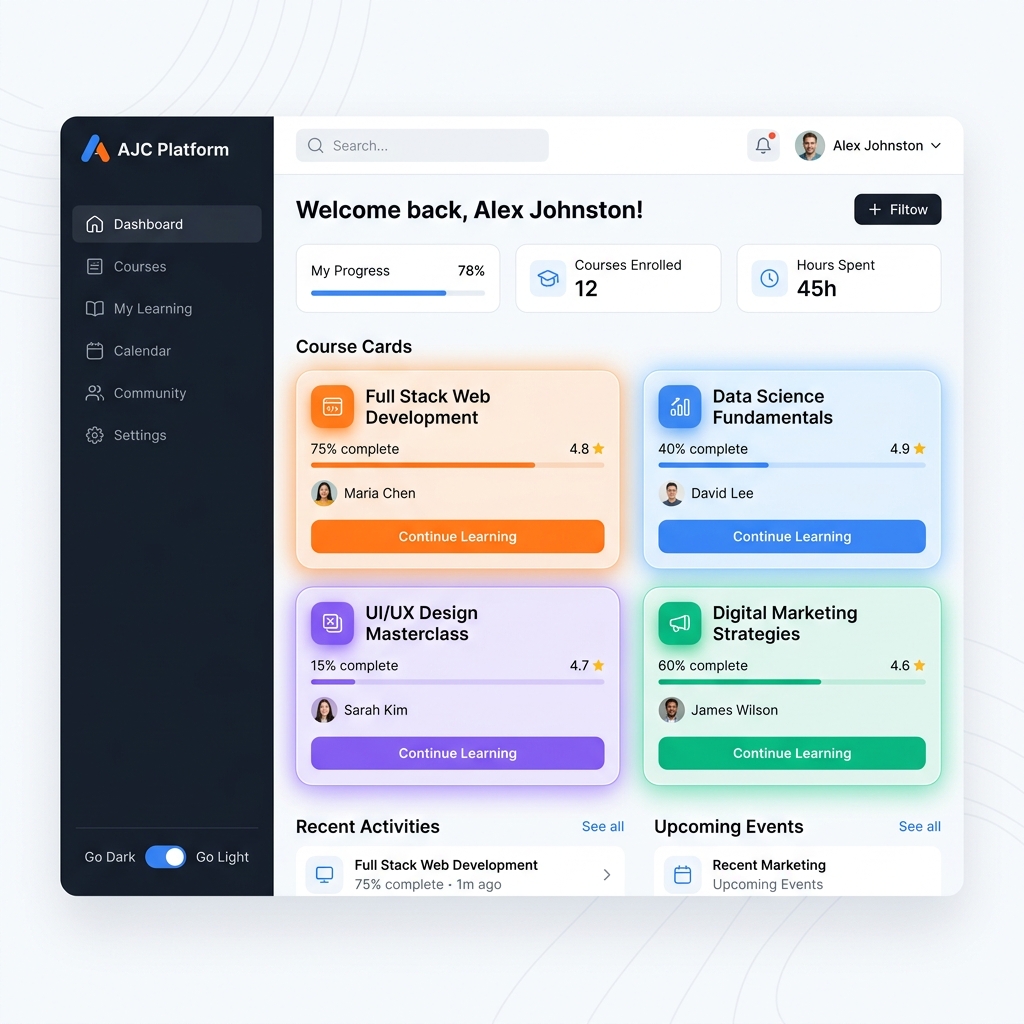 AJC Platform
Dashboard
Courses
My Learning
Calendar
Community
Settings
Go Dark
Go Light
Search...
Alex Johnston
Welcome back, Alex Johnston!
+ Filtow
My Progress
78%
Courses Enrolled
12
Hours Spent
45h
Course Cards
Full Stack Web
Development
75% complete
4.8
Maria Chen
Continue Learning
Data Science
Fundamentals
40% complete
4.9
David Lee
Continue Learning
UI/UX Design
Masterclass
15% complete
4.7
Sarah Kim
Continue Learning
Digital Marketing
Strategies
60% complete
4.6
James Wilson
Continue Learning
Recent Activities
See all
Full Stack Web Development
75% complete • 1m ago
Upcoming Events
See all
Recent Marketing
Upcoming Events